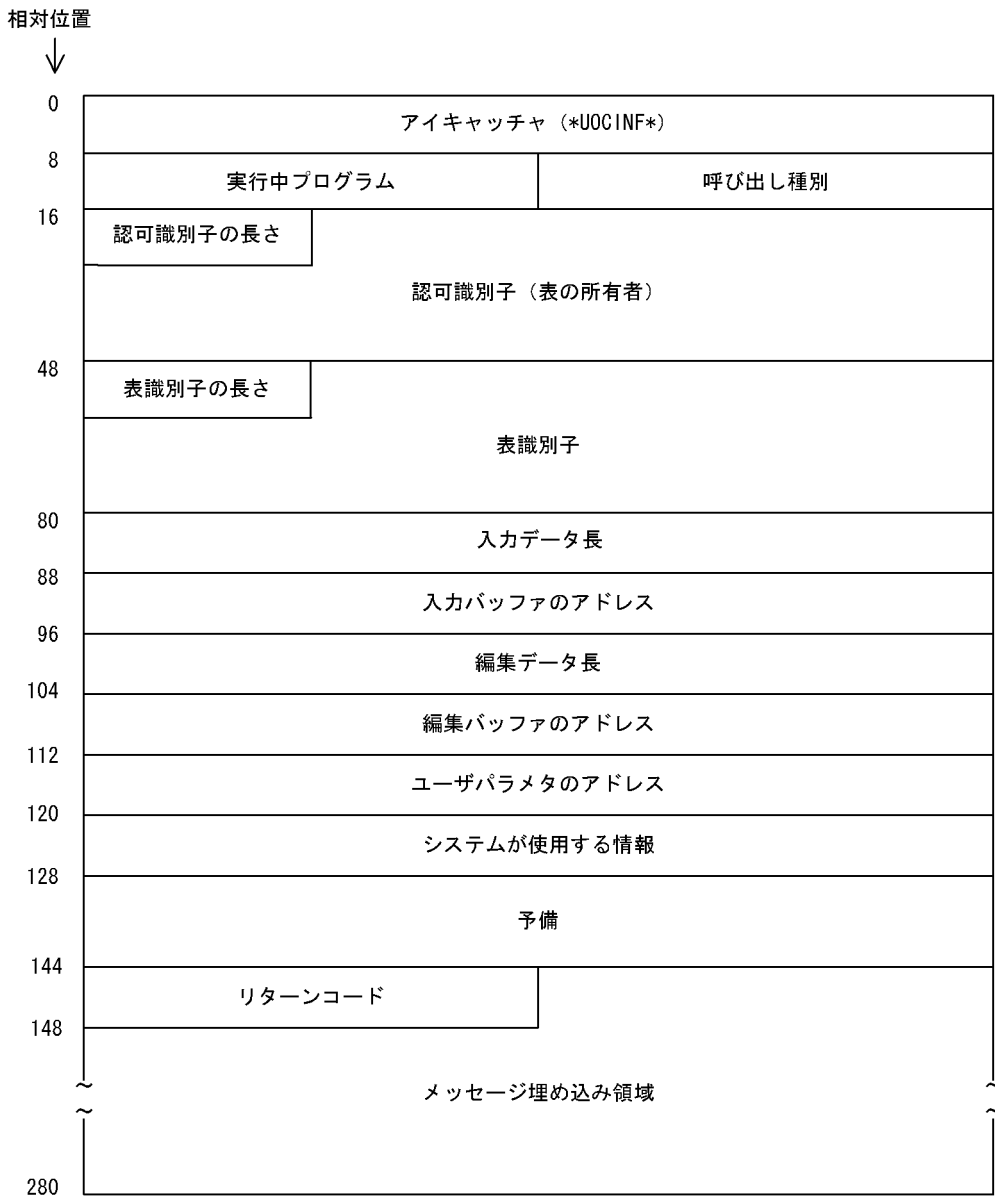 相対位置
0
アイキャッチャ（*UOCINF*）
8
実行中プログラム
呼び出し種別
16
認可識別子の長さ
認可識別子（表の所有者）
48
表識別子の長さ
表識別子
80
入力データ長
88
入力バッファのアドレス
96
編集データ長
104
編集バッファのアドレス
112
ユーザパラメタのアドレス
120
システムが使用する情報
128
予備
144
リターンコード
148
メッセージ埋め込み領域
280